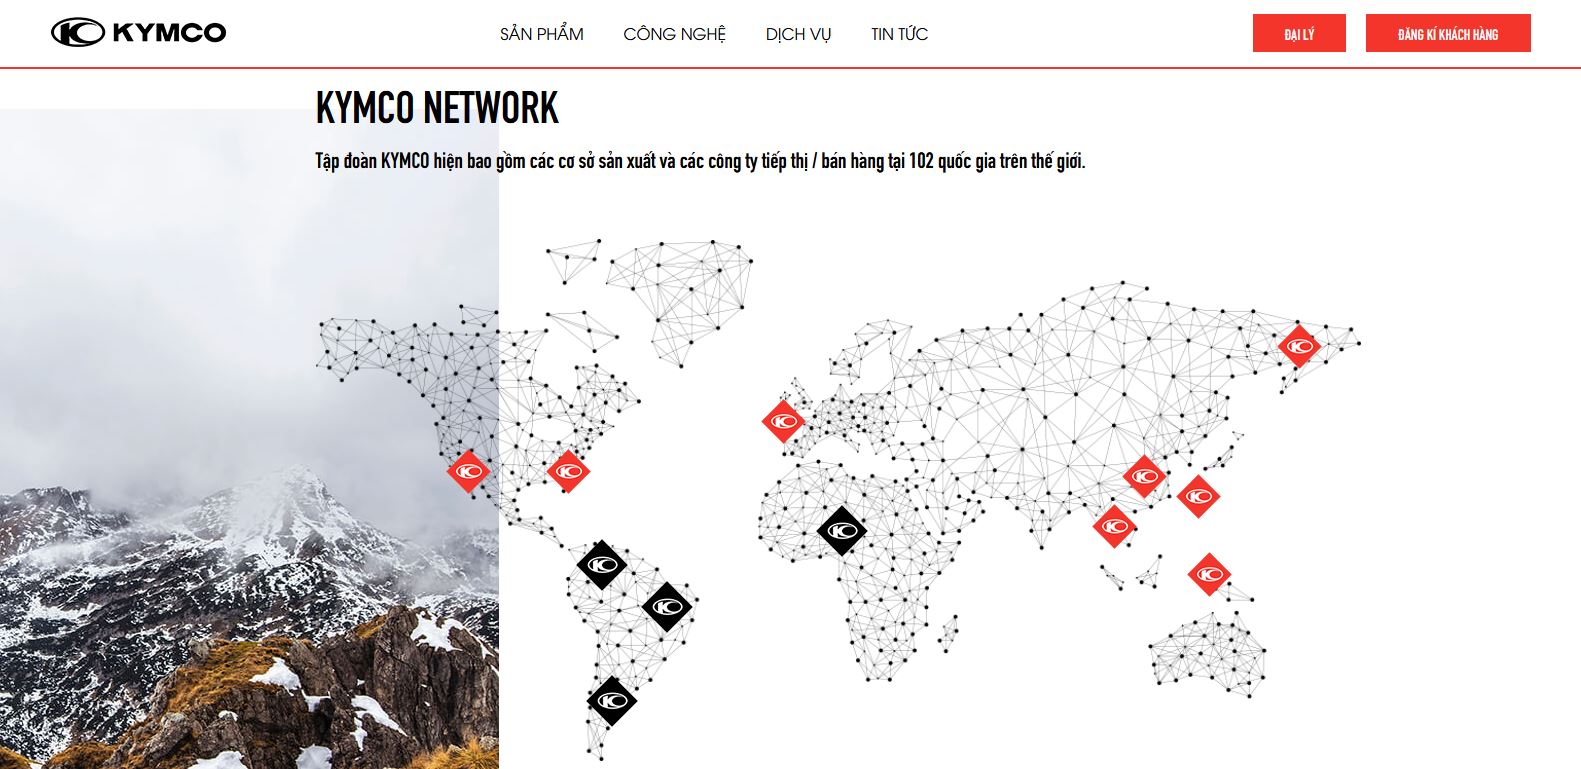 KYMCO
SẢN PHẨM CÔNG NGHỆ DỊCH VỤ TIN TỨC
ĐẠI LÝ ĐĂNG KÍ KHÁCH HÀNG
KYMCO NETWORK
Tập đoàn KYMCO hiện bao gồm các cơ sở sản xuất và các công ty tiếp thị / bán hàng tại 102 quốc gia trên thế giới.